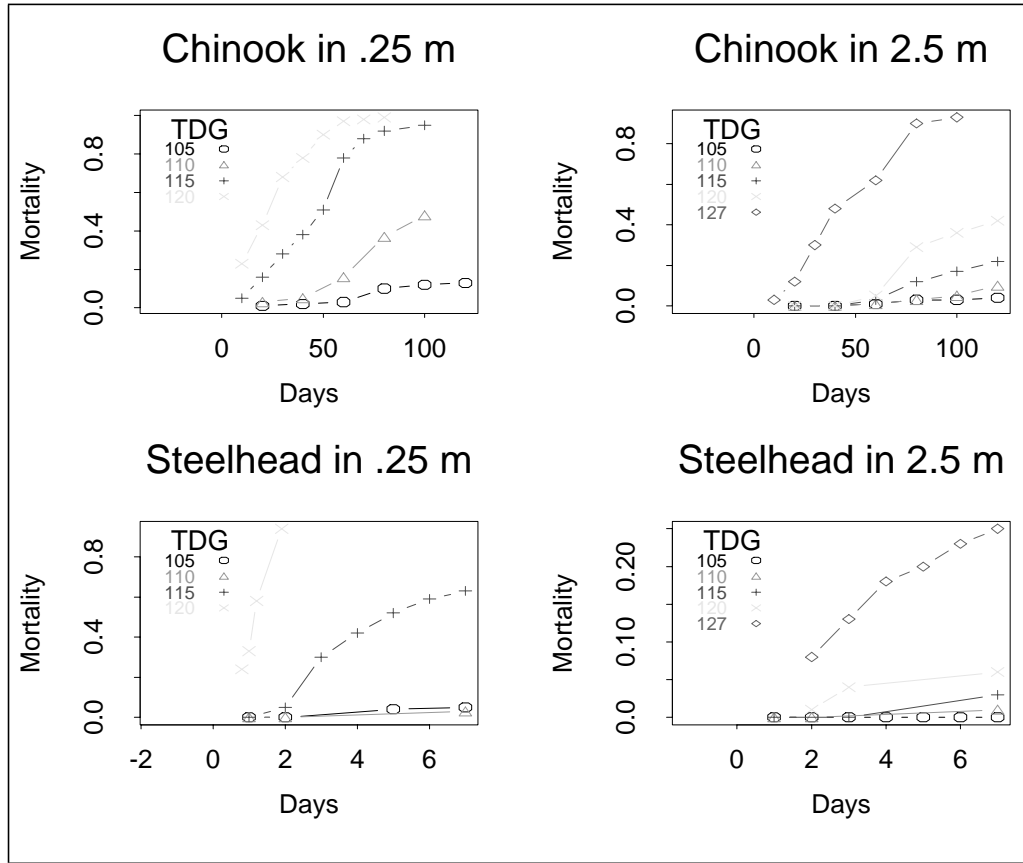 Chinook in .25 m
TDG
105
110
115
120
Mortality
0.0 0.4 0.8
0 50 100
Days
Chinook in 2.5 m
TDG
105
110
115
120
127
Mortality
0.0 0.4 0.8
0 50 100
Days
Steelhead in .25 m
TDG
105
110
115
120
Mortality
0.0 0.4 0.8
-2 0 2 4 6
Days
Steelhead in 2.5 m
TDG
105
110
115
120
127
Mortality
0.0 0.10 0.20
0 2 4 6
Days